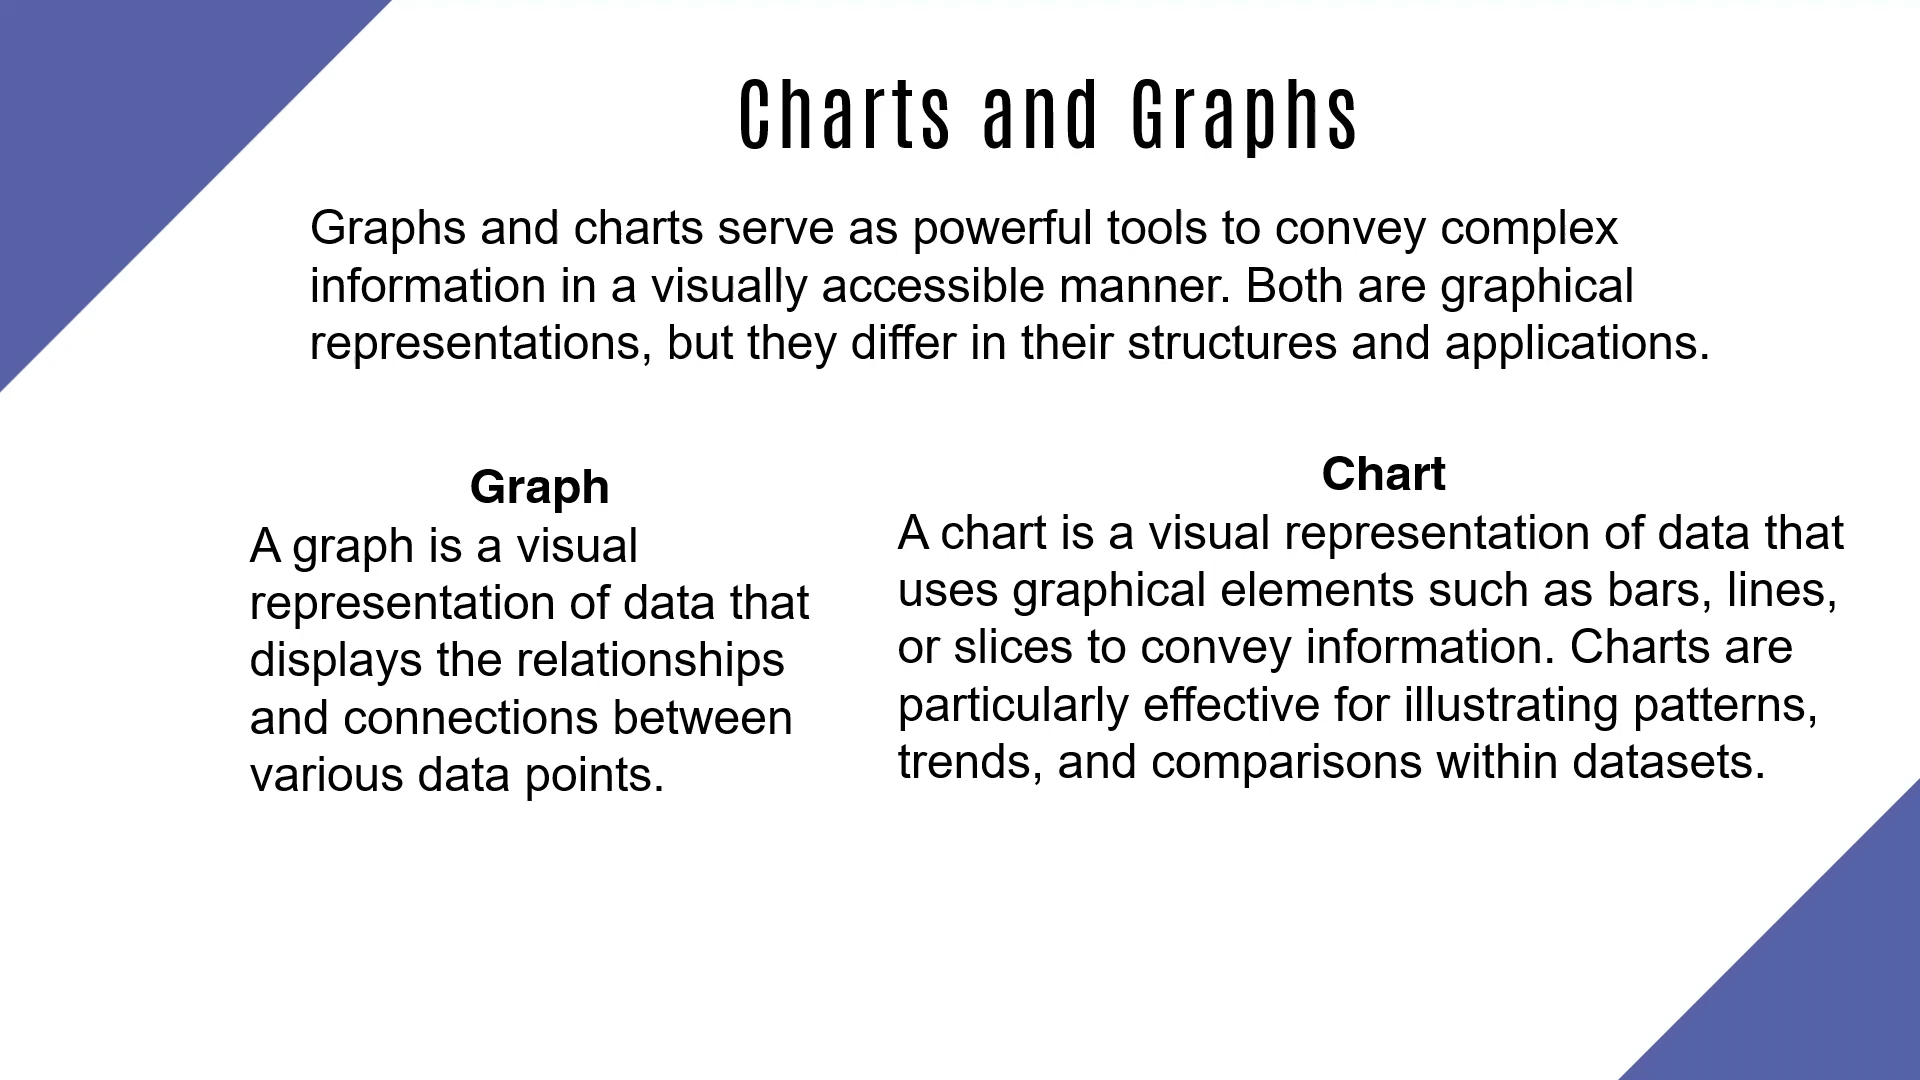 Charts and Graphs
Graphs and charts serve as powerful tools to convey complex
information in a visually accessible manner. Both are graphical
representations, but they differ in their structures and applications.
Graph
A graph is a visual
representation of data that
displays the relationships
and connections between
various data points.
Chart
A chart is a visual representation of data that
uses graphical elements such as bars, lines,
or slices to convey information. Charts are
particularly effective for illustrating patterns,
trends, and comparisons within datasets.